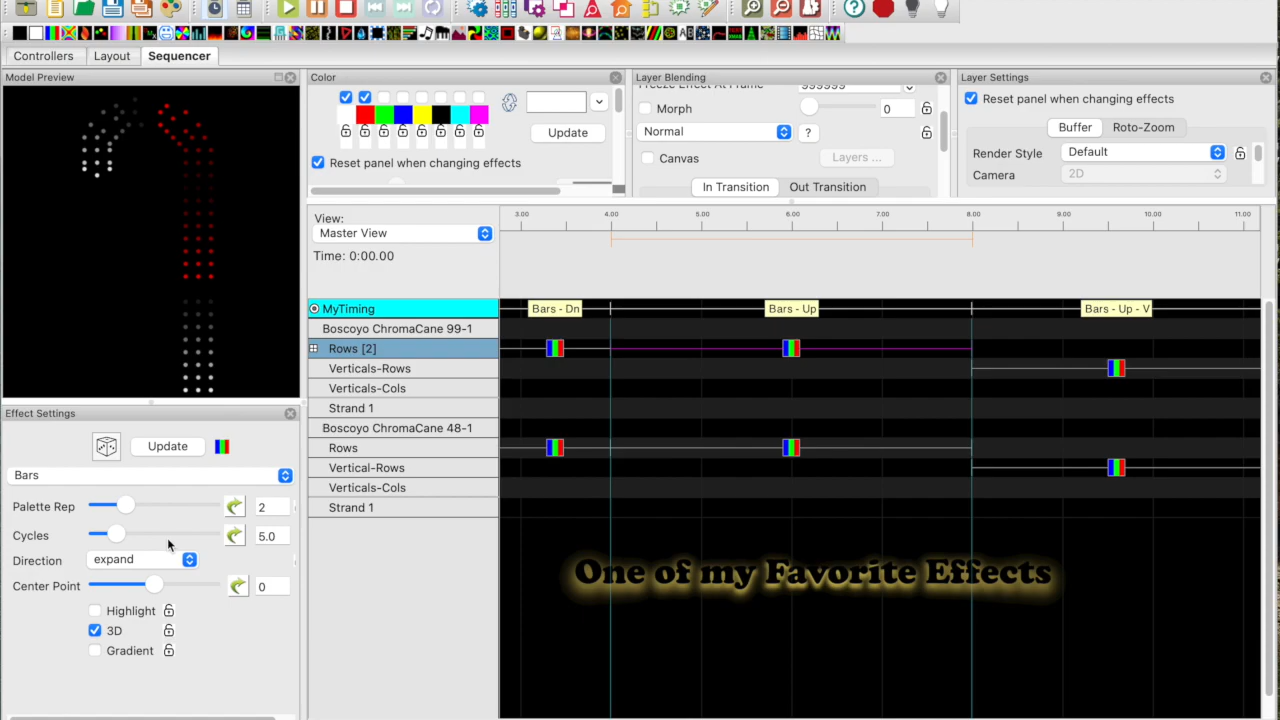 Controllers
Layout
Sequencer
Model Preview
Color
Update
Reset panel when changing effects
Layer Blending
Freeze Effect At Frame
999999
Morph
0
Normal
?
Canvas
Layers ...
In Transition
Out Transition
Layer Settings
Reset panel when changing effects
Buffer
Roto-Zoom
Render Style
Default
Camera
2D
View:
Master View
Time: 0:00.00
3.00
4.00
5.00
6.00
7.00
8.00
9.00
10.00
11.00
MyTiming
Bars - Dn
Bars - Up
Bars - Up - V
Boscoyo ChromaCane 99-1
Rows [2]
Verticals-Rows
Verticals-Cols
Strand 1
Boscoyo ChromaCane 48-1
Rows
Vertical-Rows
Verticals-Cols
Strand 1
Effect Settings
Update
Bars
Palette Rep
2
Cycles
5.0
Direction
expand
Center Point
0
Highlight
3D
Gradient
One of my Favorite Effects